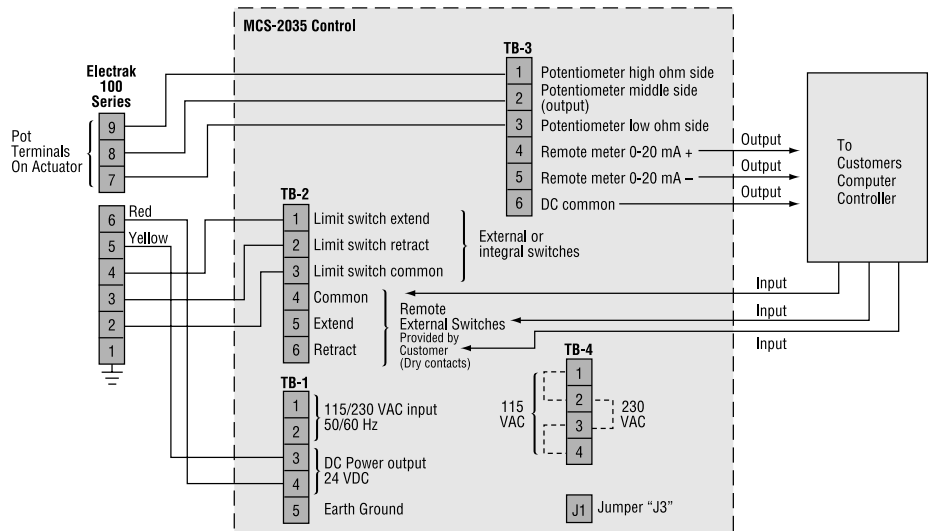 MCS-2035 Control
Electrak
100
Series
Pot
Terminals
On Actuator
9
8
7
6 Red
5 Yellow
4
3
2
1
TB-3
1 Potentiometer high ohm side
2 Potentiometer middle side
(output)
3 Potentiometer low ohm side
4 Remote meter 0-20 mA +
5 Remote meter 0-20 mA –
6 DC common
Output
Output
Output
To
Customers
Computer
Controller
TB-2
1 Limit switch extend
2 Limit switch retract
3 Limit switch common
External or
integral switches
4 Common
5 Extend
6 Retract
Remote
External Switches
Provided by
Customer
(Dry contacts)
Input
Input
Input
TB-1
1
2
115/230 VAC input
50/60 Hz
3
4
DC Power output
24 VDC
5 Earth Ground
TB-4
1
2
3
4
115
VAC
230
VAC
J1 Jumper “J3”